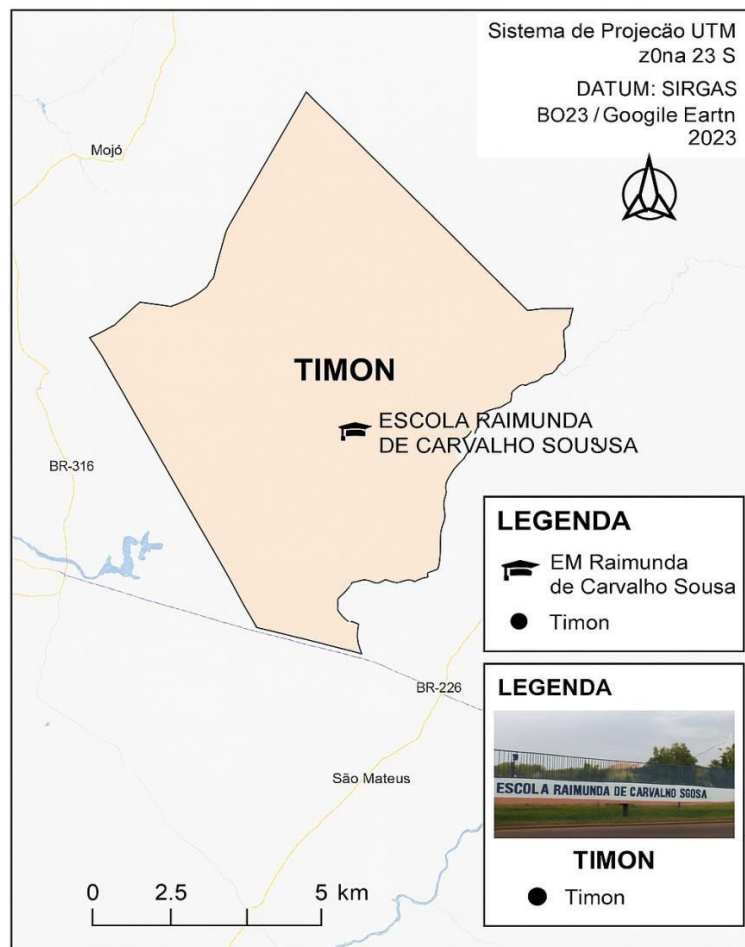 Sistema de Projecão UTM
z0na 23 S
DATUM: SIRGAS
BO23 / Googile Eartn
2023
Mojó
TIMON
ESCOLA RAIMUNDA
DE CARVALHO SOUSUSA
BR-316
LEGENDA
EM Raimunda
de Carvalho Sousa
Timon
BR-226
LEGENDA
ESCOLA RAIMUNDA DE CARVALHO SGOSA
São Mateus
TIMON
Timon
0 2.5 5 km